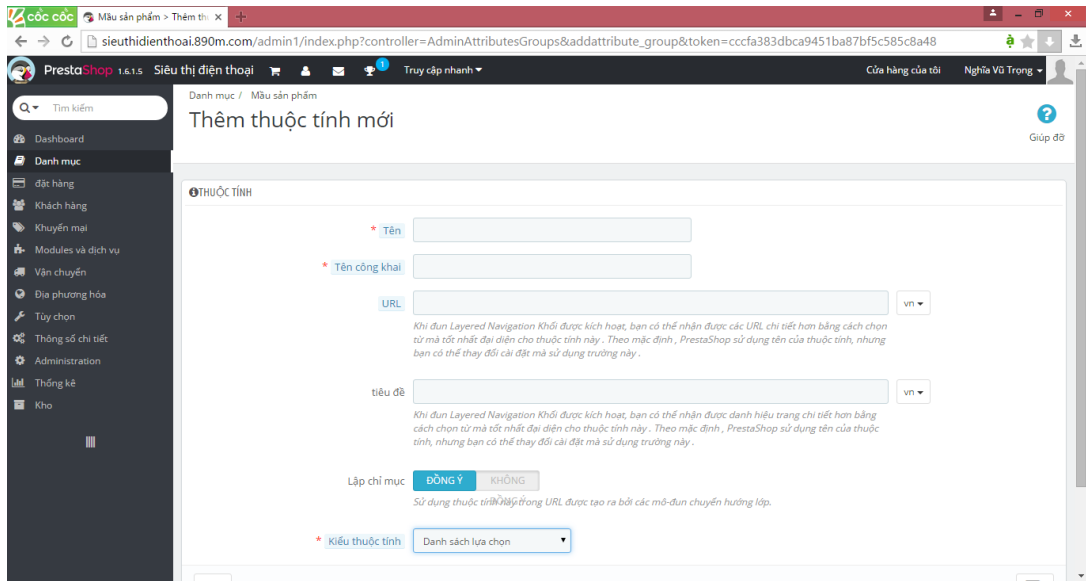 cốc cốc Mầu sản phẩm > Thêm thu
sieuthidienthoai.890m.com/admin1/index.php?controller=AdminAttributesGroups&addattribute_group&token=cccfa383dbca9451ba87bf5c585c8a48
PrestaShop 1.6.1.5 Siêu thị điện thoại 1 Truy cập nhanh Cửa hàng của tôi Nghĩa Vũ Trọng
Tìm kiếm
Dashboard
Danh mục
đặt hàng
Khách hàng
Khuyến mại
Modules và dịch vụ
Vận chuyển
Địa phương hóa
Tùy chọn
Thông số chi tiết
Administration
Thống kê
Kho
Danh mục / Mầu sản phẩm
Thêm thuộc tính mới
Giúp đỡ
THUỘC TÍNH
* Tên
* Tên công khai
URL vn
Khi đun Layered Navigation Khối được kích hoạt, bạn có thể nhận được các URL chi tiết hơn bằng cách chọn
từ mà tốt nhất đại diện cho thuộc tính này . Theo mặc định , PrestaShop sử dụng tên của thuộc tính, nhưng
bạn có thể thay đổi cài đặt mà sử dụng trường này .
tiêu đề vn
Khi đun Layered Navigation Khối được kích hoạt, bạn có thể nhận được danh hiệu trang chi tiết hơn bằng
cách chọn từ mà tốt nhất đại diện cho thuộc tính này . Theo mặc định , PrestaShop sử dụng tên của thuộc
tính, nhưng bạn có thể thay đổi cài đặt mà sử dụng trường này .
Lập chỉ mục ĐỒNG Ý KHÔNG
ĐỒNG Ý
Sử dụng thuộc tính này trong URL được tạo ra bởi các mô-đun chuyển hướng lớp.
* Kiểu thuộc tính Danh sách lựa chọn